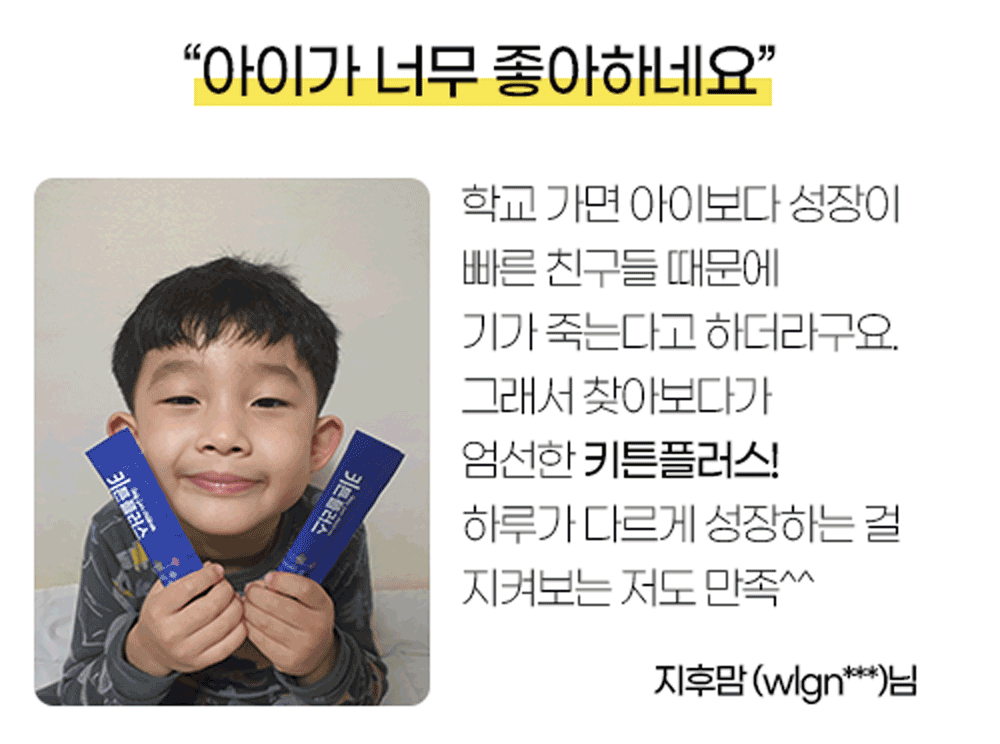 “아이가 너무 좋아하네요”
학교 가면 아이보다 성장이
빠른 친구들 때문에
기가 죽는다고 하더라구요.
그래서 찾아보다가
엄선한 키튼플러스!
하루가 다르게 성장하는 걸
지켜보는 저도 만족^^
지후맘 (wlgn***)님
키튼플러스
키튼플러스